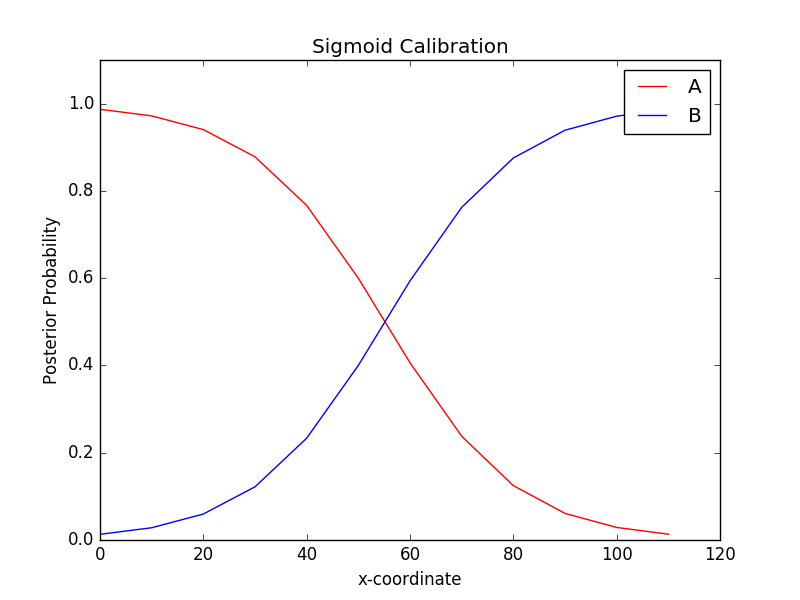 Sigmoid Calibration
A
B
1.0
0.8
0.6
0.4
0.2
0.0
Posterior Probability
0 20 40 60 80 100 120
x-coordinate